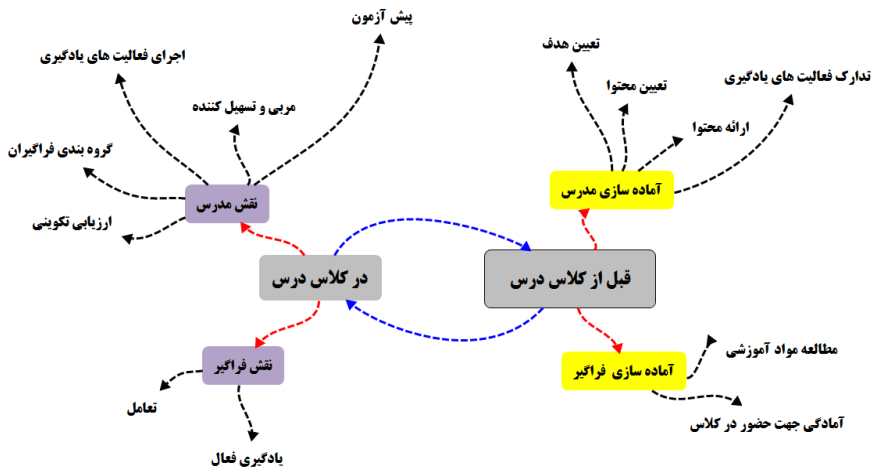 پیش آزمون
تعیین هدف
اجرای فعالیت های یادگیری
تدارک فعالیت های یادگیری
تعیین محتوا
مربی و تسهیل کننده
ارائه محتوا
گروه بندی فراگیران
آماده سازی مدرس
نقش مدرس
ارزیابی تکوینی
قبل از کلاس درس
در کلاس درس
مطالعه مواد آموزشی
آماده سازی فراگیر
نقش فراگیر
تعامل
آمادگی جهت حضور در کلاس
یادگیری فعال